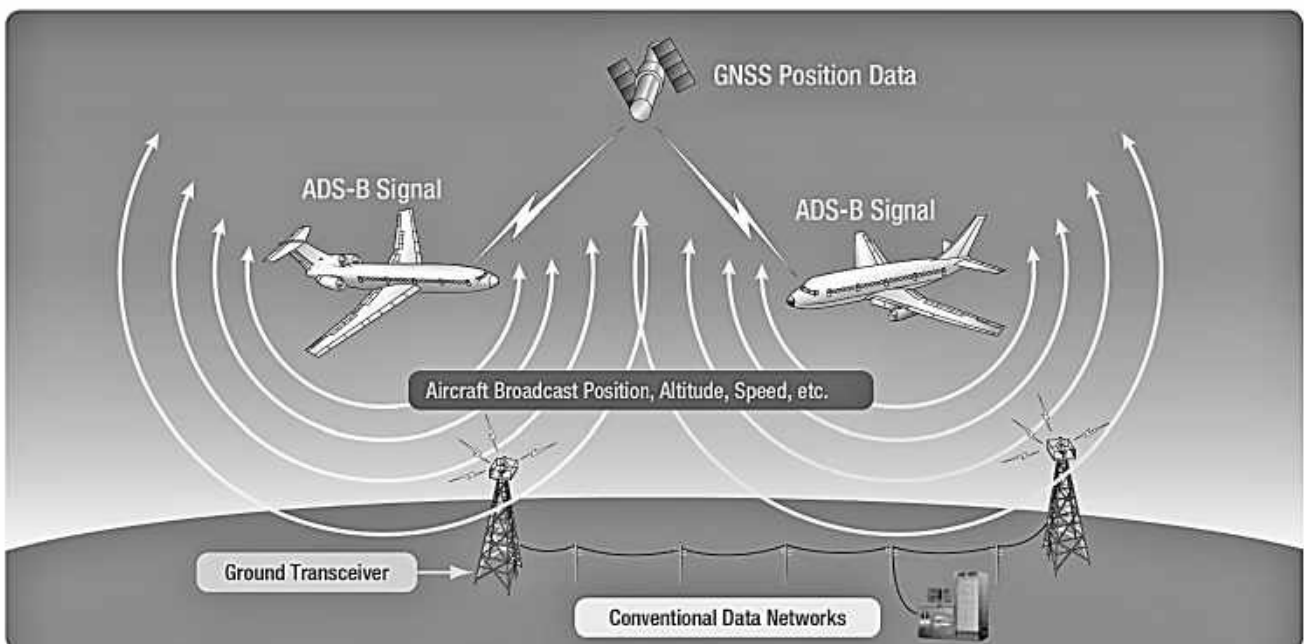 GNSS Position Data
ADS-B Signal
ADS-B Signal
Aircraft Broadcast Position, Altitude, Speed, etc.
Ground Transceiver
Conventional Data Networks